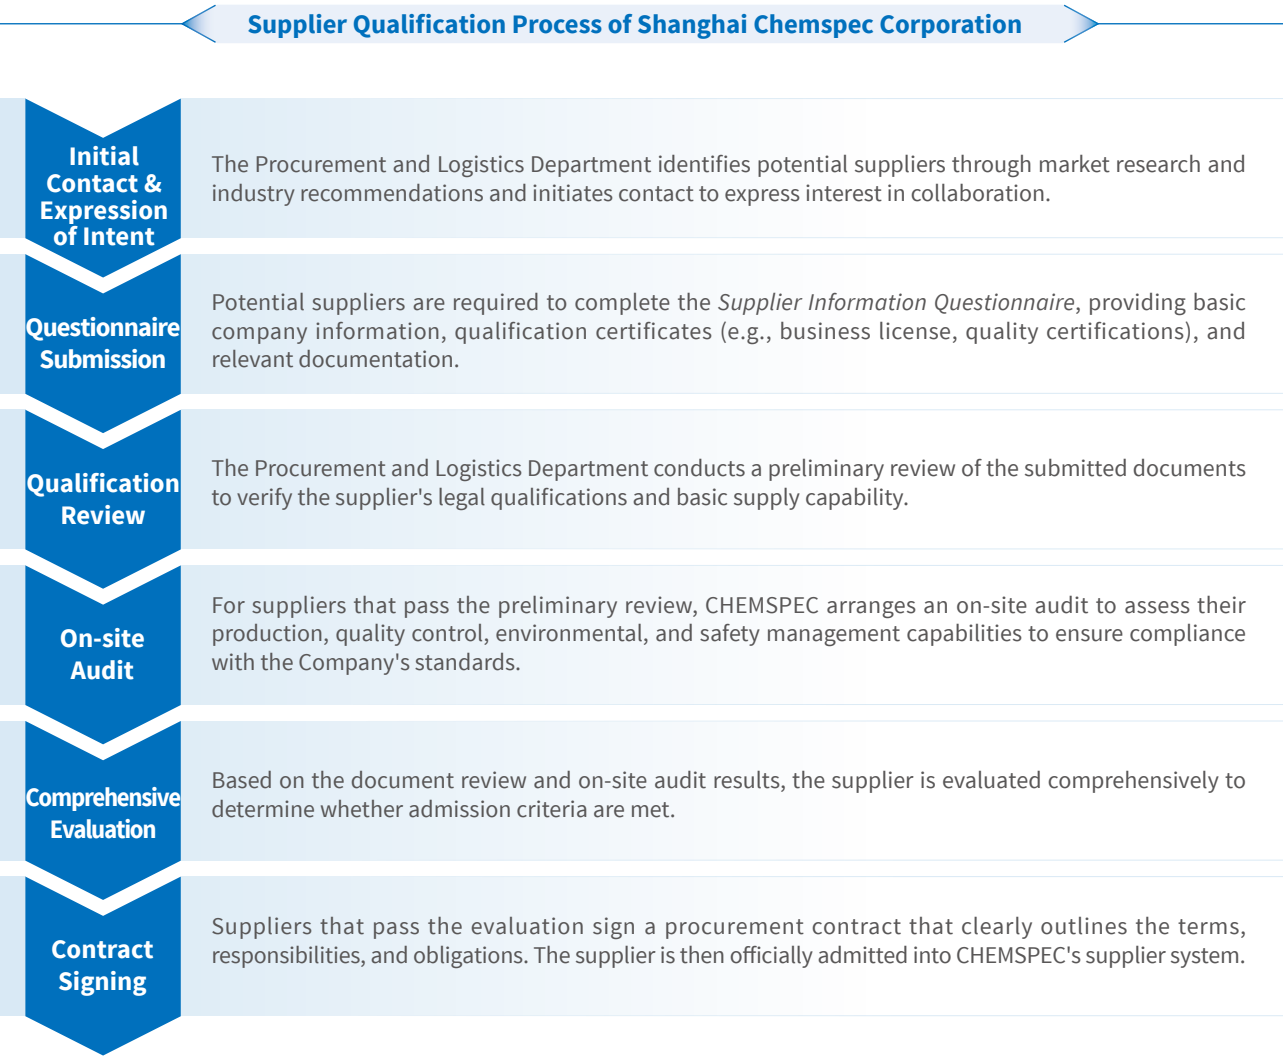 Supplier Qualification Process of Shanghai Chemspec Corporation
Initial
Contact &
Expression
of Intent
The Procurement and Logistics Department identifies potential suppliers through market research and
industry recommendations and initiates contact to express interest in collaboration.
Questionnaire
Submission
Potential suppliers are required to complete the Supplier Information Questionnaire, providing basic
company information, qualification certificates (e.g., business license, quality certifications), and
relevant documentation.
Qualification
Review
The Procurement and Logistics Department conducts a preliminary review of the submitted documents
to verify the supplier's legal qualifications and basic supply capability.
On-site
Audit
For suppliers that pass the preliminary review, CHEMSPEC arranges an on-site audit to assess their
production, quality control, environmental, and safety management capabilities to ensure compliance
with the Company's standards.
Comprehensive
Evaluation
Based on the document review and on-site audit results, the supplier is evaluated comprehensively to
determine whether admission criteria are met.
Contract
Signing
Suppliers that pass the evaluation sign a procurement contract that clearly outlines the terms,
responsibilities, and obligations. The supplier is then officially admitted into CHEMSPEC's supplier system.